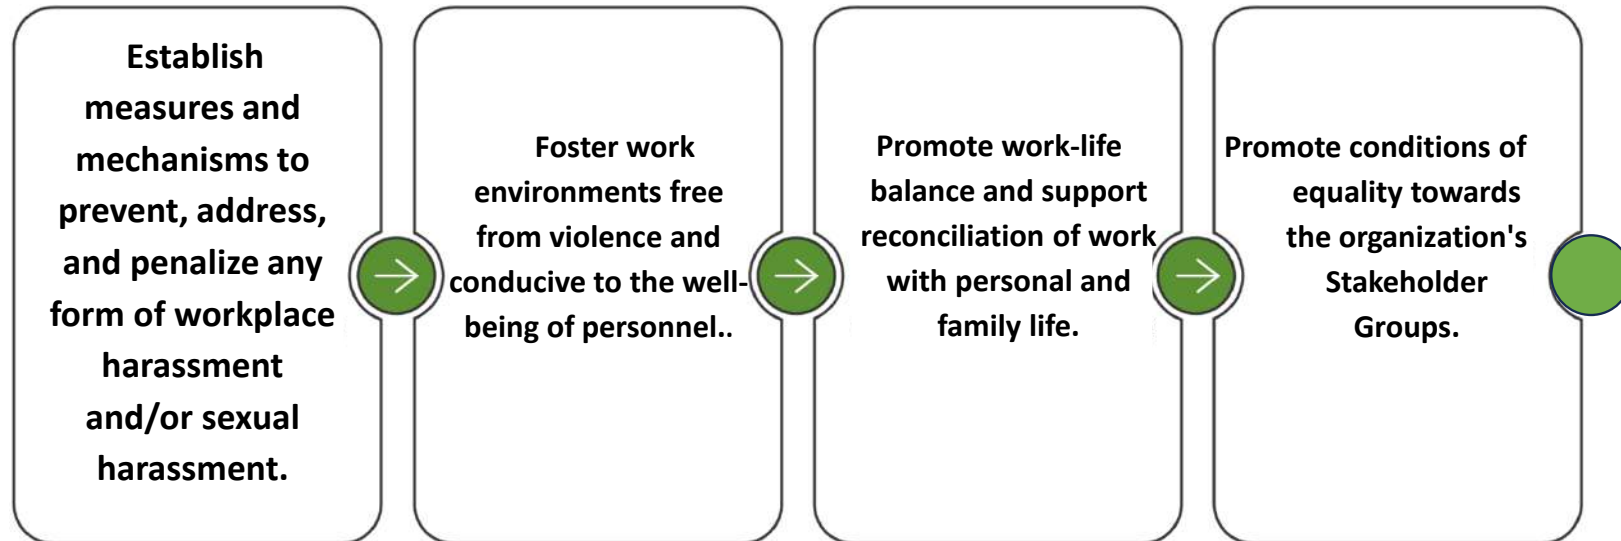 Establish
measures and
mechanisms to
prevent, address,
and penalize any
form of workplace
harassment
and/or sexual
harassment.
Foster work
environments free
from violence and
conducive to the well-
being of personnel..
Promote work-life
balance and support
reconciliation of work
with personal and
family life.
Promote conditions of
equality towards
the organization's
Stakeholder
Groups.